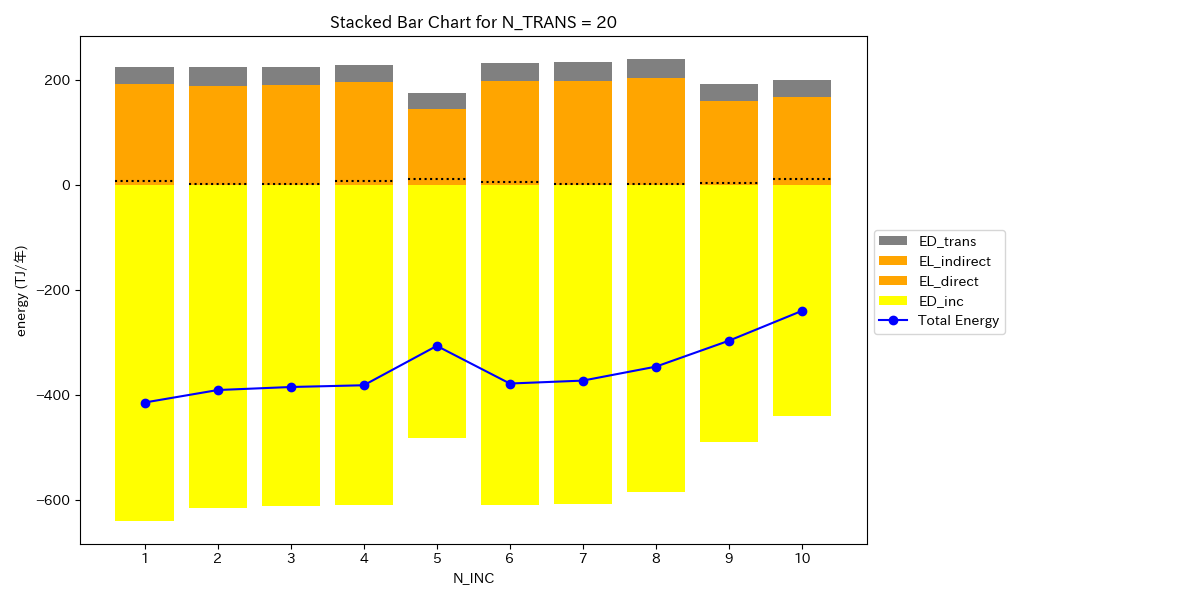 Stacked Bar Chart for N_TRANS = 20
energy (TJ/年)
200
0
−200
−400
−600
1 2 3 4 5 6 7 8 9 10
N_INC
ED_trans
EL_indirect
EL_direct
ED_inc
Total Energy